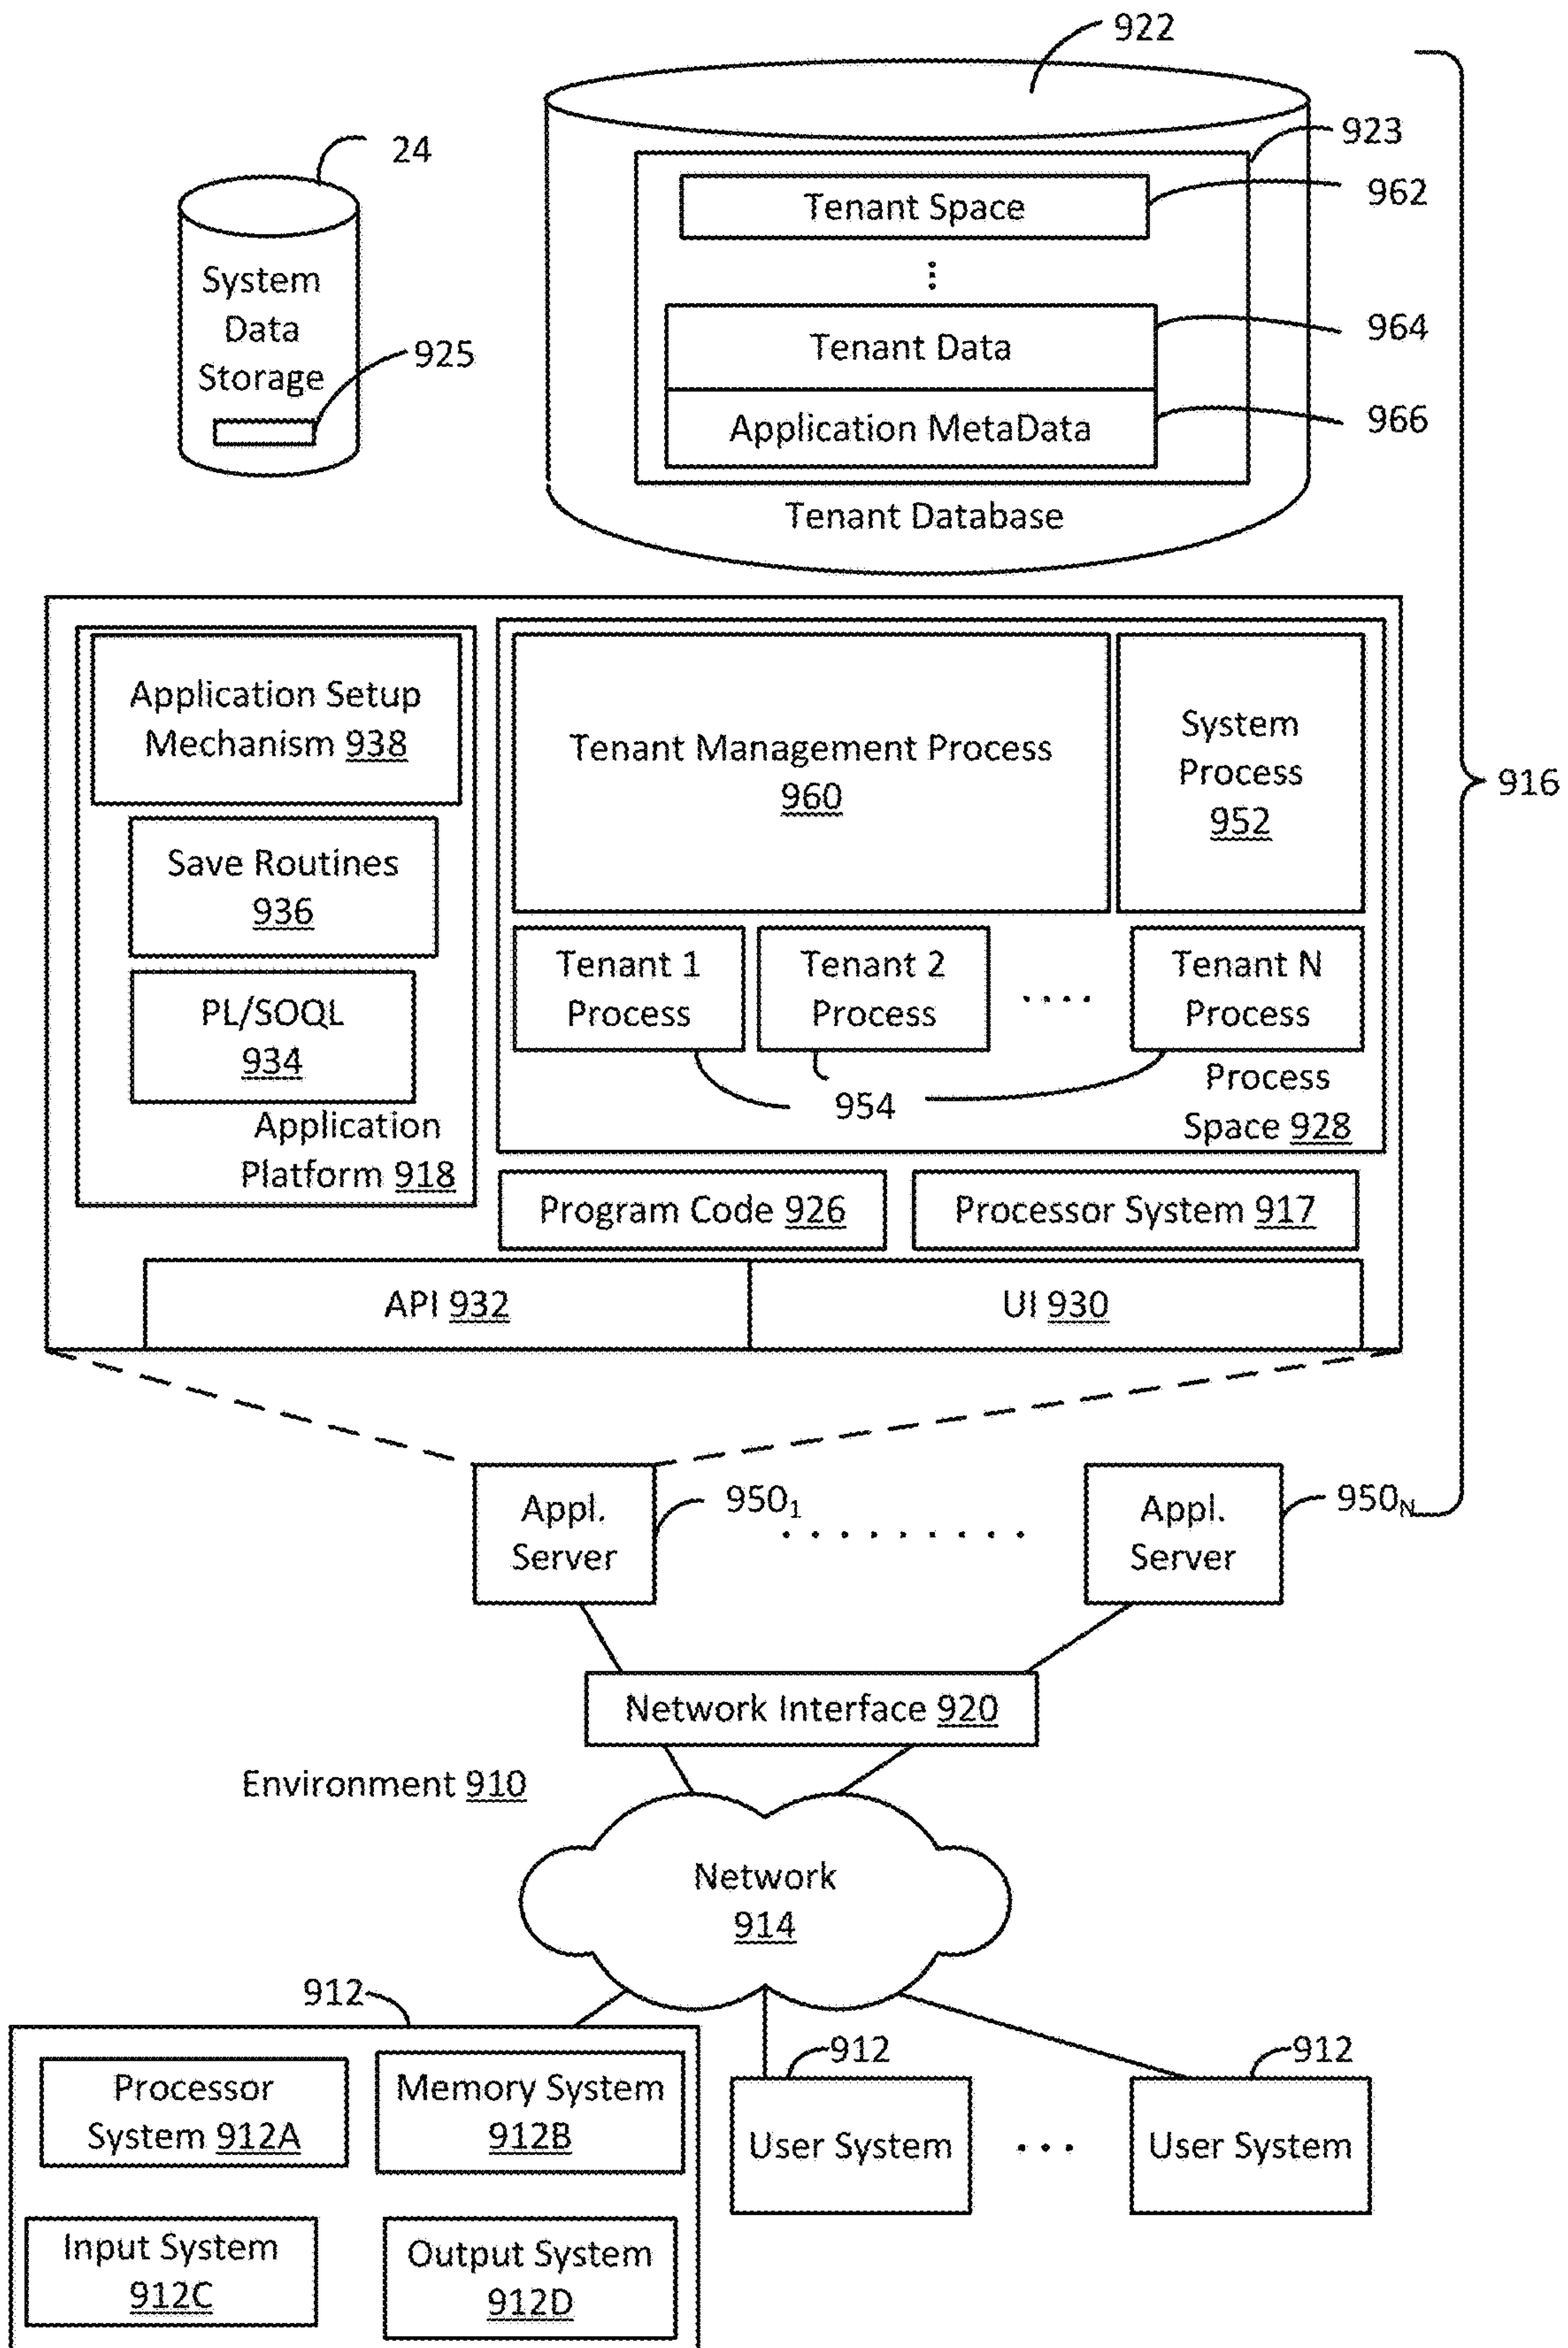 922
24
923
Tenant Space
962
System
Data
Storage
925
Tenant Data
964
Application MetaData
966
Tenant Database
916
Application Setup
Mechanism 938
Save Routines
936
PL/SOQL
934
Application
Platform 918
Tenant Management Process
960
System
Process
952
Tenant 1
Process
Tenant 2
Process
Tenant N
Process
954
Process
Space 928
Program Code 926
Processor System 917
API 932
UI 930
Appl.
Server
950₁
Appl.
Server
950N
Network Interface 920
Environment 910
Network
914
912
Processor
System 912A
Memory System
912B
Input System
912C
Output System
912D
912
User System
912
User System